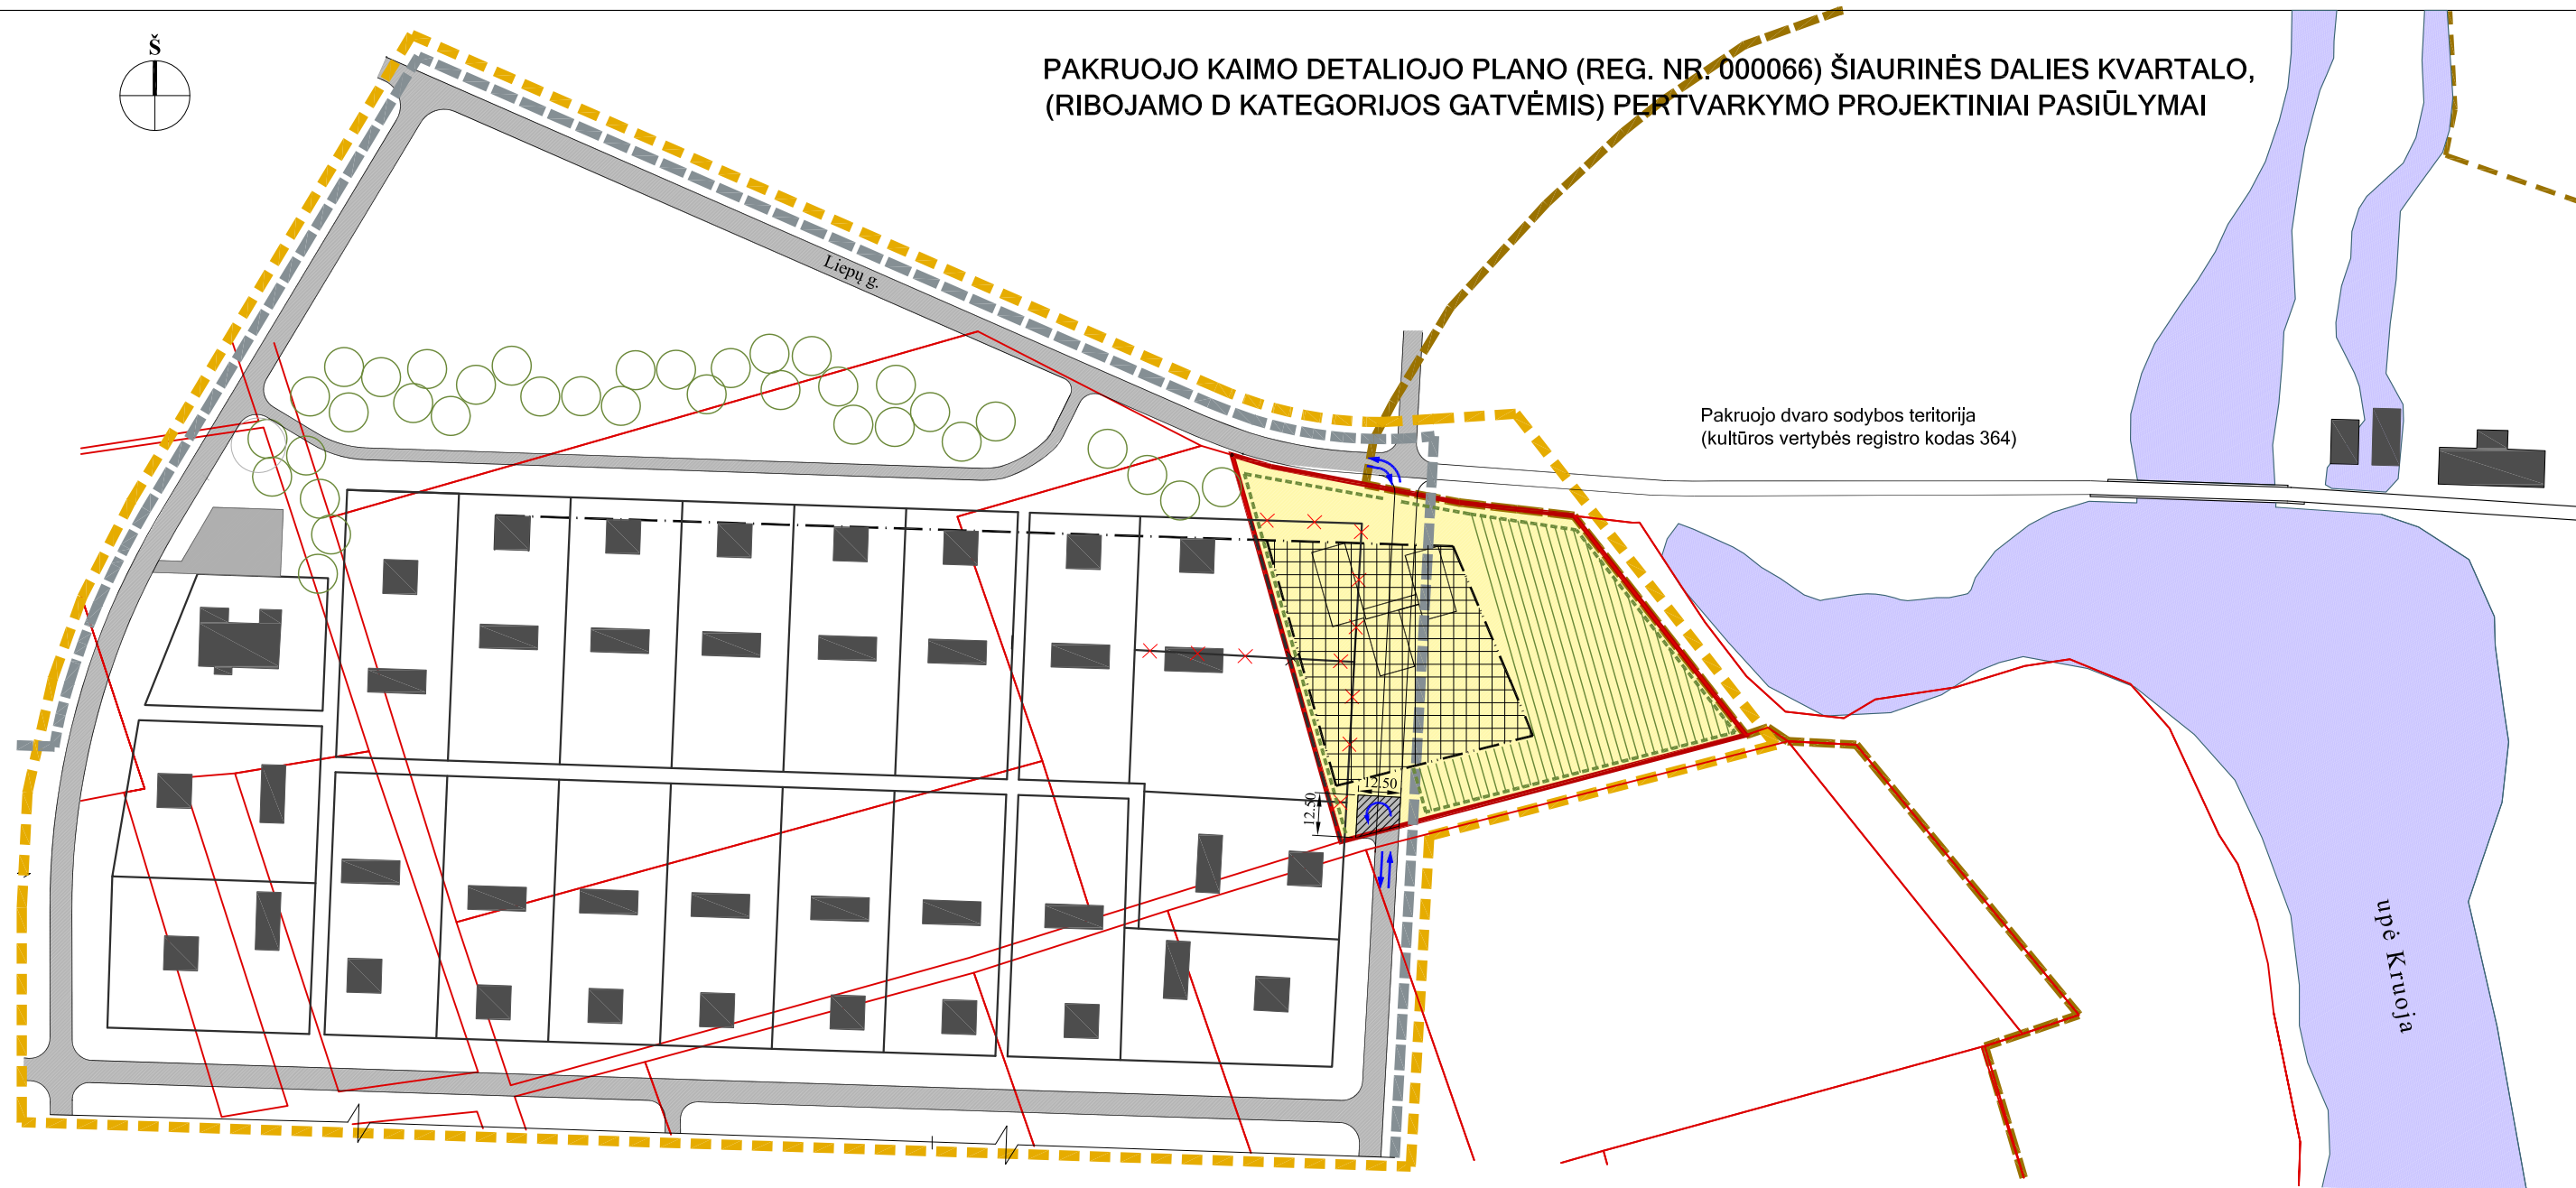 Š
PAKRUOJO KAIMO DETALIOJO PLANO (REG. NR. 000066) ŠIAURINĖS DALIES KVARTALO,
(RIBOJAMO D KATEGORIJOS GATVĖMIS) PERTVARKYMO PROJEKTINIAI PASIŪLYMAI
Liepų g.
Pakruojo dvaro sodybos teritorija
(kultūros vertybės registro kodas 364)
12.50
12.50
upė Kruoja